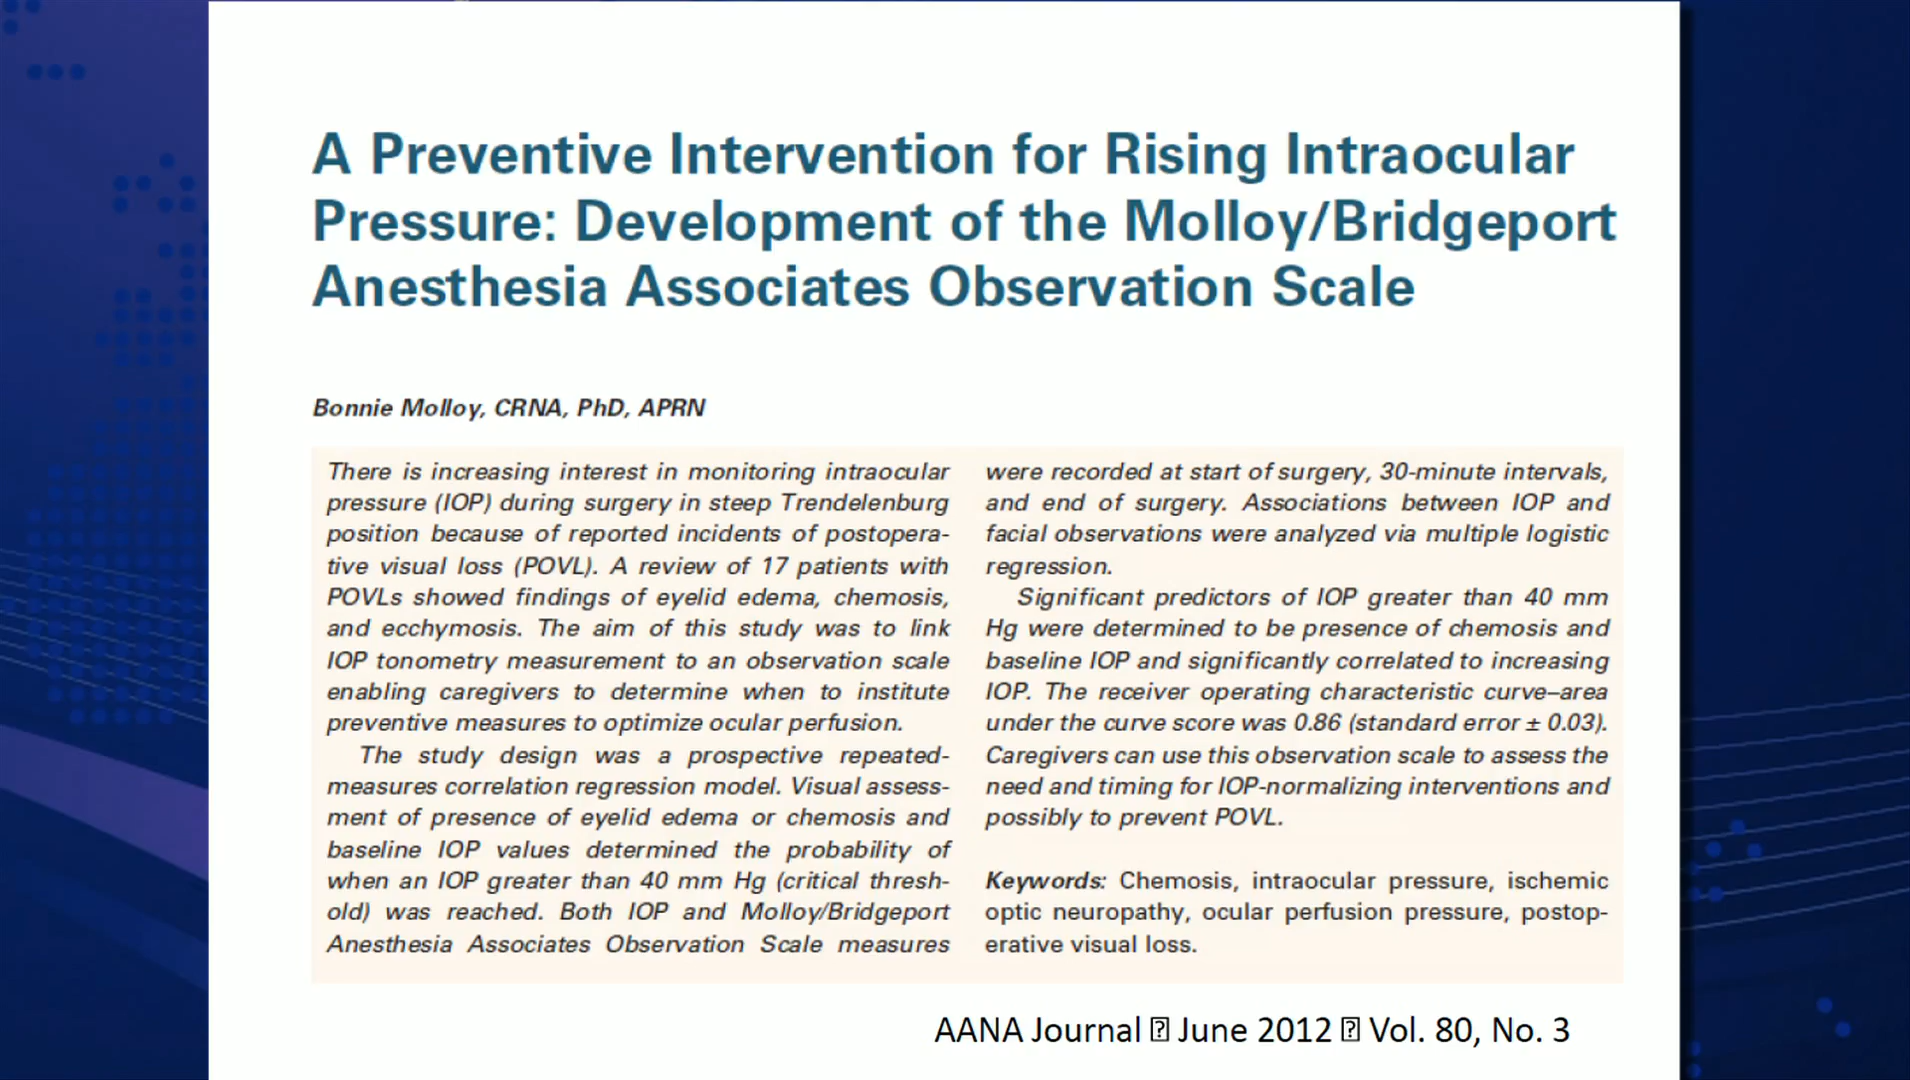 A Preventive Intervention for Rising Intraocular
Pressure: Development of the Molloy/Bridgeport
Anesthesia Associates Observation Scale
Bonnie Molloy, CRNA, PhD, APRN
There is increasing interest in monitoring intraocular
pressure (IOP) during surgery in steep Trendelenburg
position because of reported incidents of postopera-
tive visual loss (POVL). A review of 17 patients with
POVLs showed findings of eyelid edema, chemosis,
and ecchymosis. The aim of this study was to link
IOP tonometry measurement to an observation scale
enabling caregivers to determine when to institute
preventive measures to optimize ocular perfusion.
The study design was a prospective repeated-
measures correlation regression model. Visual assess-
ment of presence of eyelid edema or chemosis and
baseline IOP values determined the probability of
when an IOP greater than 40 mm Hg (critical thresh-
old) was reached. Both IOP and Molloy/Bridgeport
Anesthesia Associates Observation Scale measures
were recorded at start of surgery, 30-minute intervals,
and end of surgery. Associations between IOP and
facial observations were analyzed via multiple logistic
regression.
Significant predictors of IOP greater than 40 mm
Hg were determined to be presence of chemosis and
baseline IOP and significantly correlated to increasing
IOP. The receiver operating characteristic curve–area
under the curve score was 0.86 (standard error ± 0.03).
Caregivers can use this observation scale to assess the
need and timing for IOP-normalizing interventions and
possibly to prevent POVL.
Keywords: Chemosis, intraocular pressure, ischemic
optic neuropathy, ocular perfusion pressure, postop-
erative visual loss.
AANA Journal ⍰ June 2012 ⍰ Vol. 80, No. 3